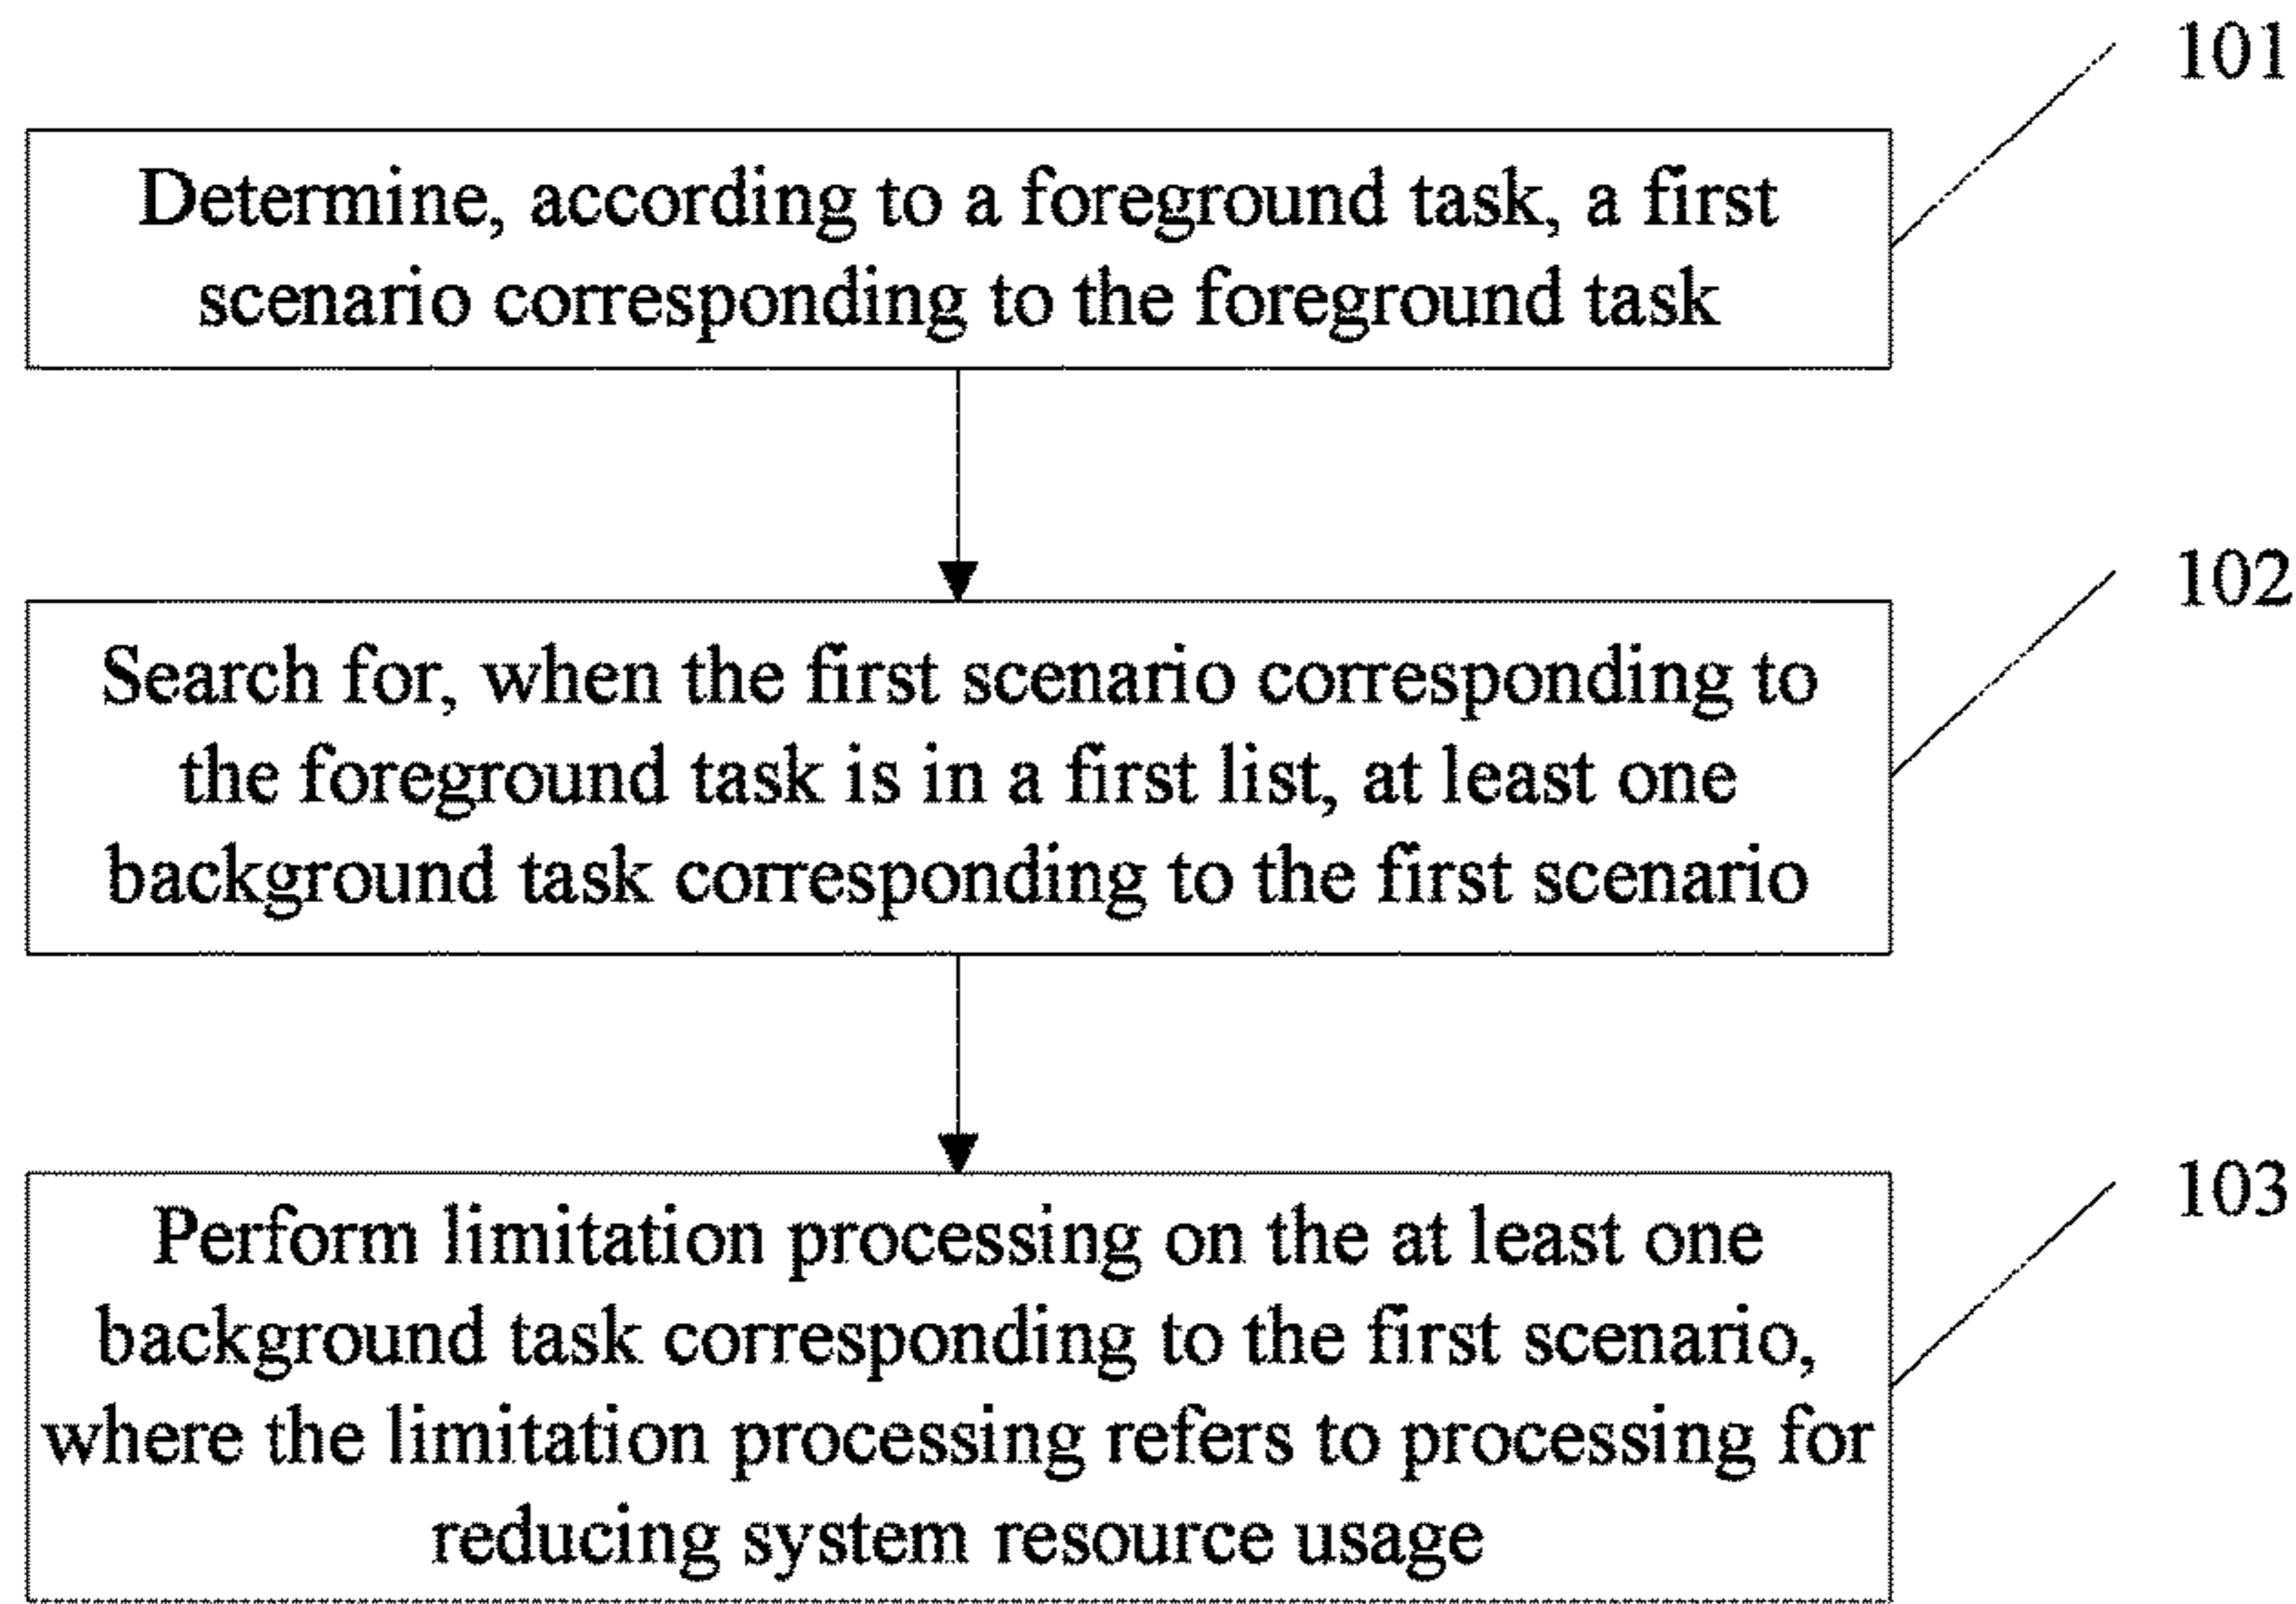 101
Determine, according to a foreground task, a first
scenario corresponding to the foreground task
102
Search for, when the first scenario corresponding to
the foreground task is in a first list, at least one
background task corresponding to the first scenario
103
Perform limitation processing on the at least one
background task corresponding to the first scenario,
where the limitation processing refers to processing for
reducing system resource usage